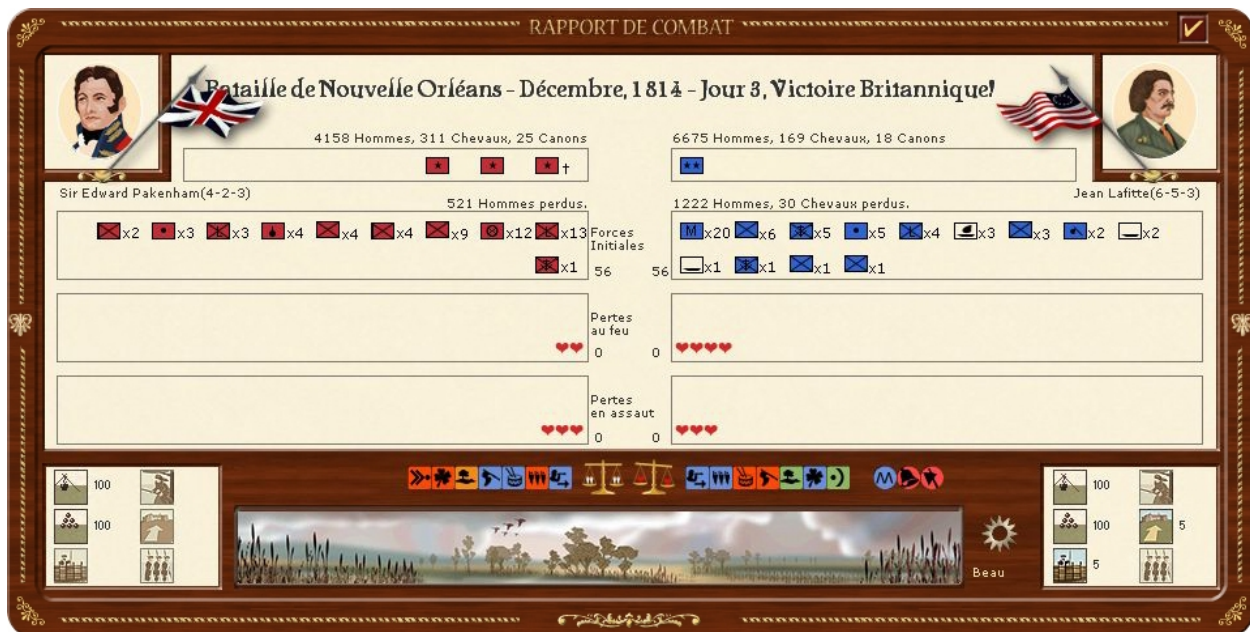 RAPPORT DE COMBAT
Bataille de Nouvelle Orléans - Décembre, 1814 - Jour 3, Victoire Britannique!
4158 Hommes, 311 Chevaux, 25 Canons
6675 Hommes, 169 Chevaux, 18 Canons
Sir Edward Pakenham(4-2-3)
Jean Lafitte(6-5-3)
521 Hommes perdus.
1222 Hommes, 30 Chevaux perdus.
x2 x3 x3 x4 x4 x4 x9 x12 x13
Forces
Initiales
M x20 x6 x5 x5 x4 x3 x3 x2 x2
x1
56 56
x1 x1 x1 x1
Pertes
au feu
0 0
Pertes
en assaut
0 0
100
100
M
Beau
100
100 5
5